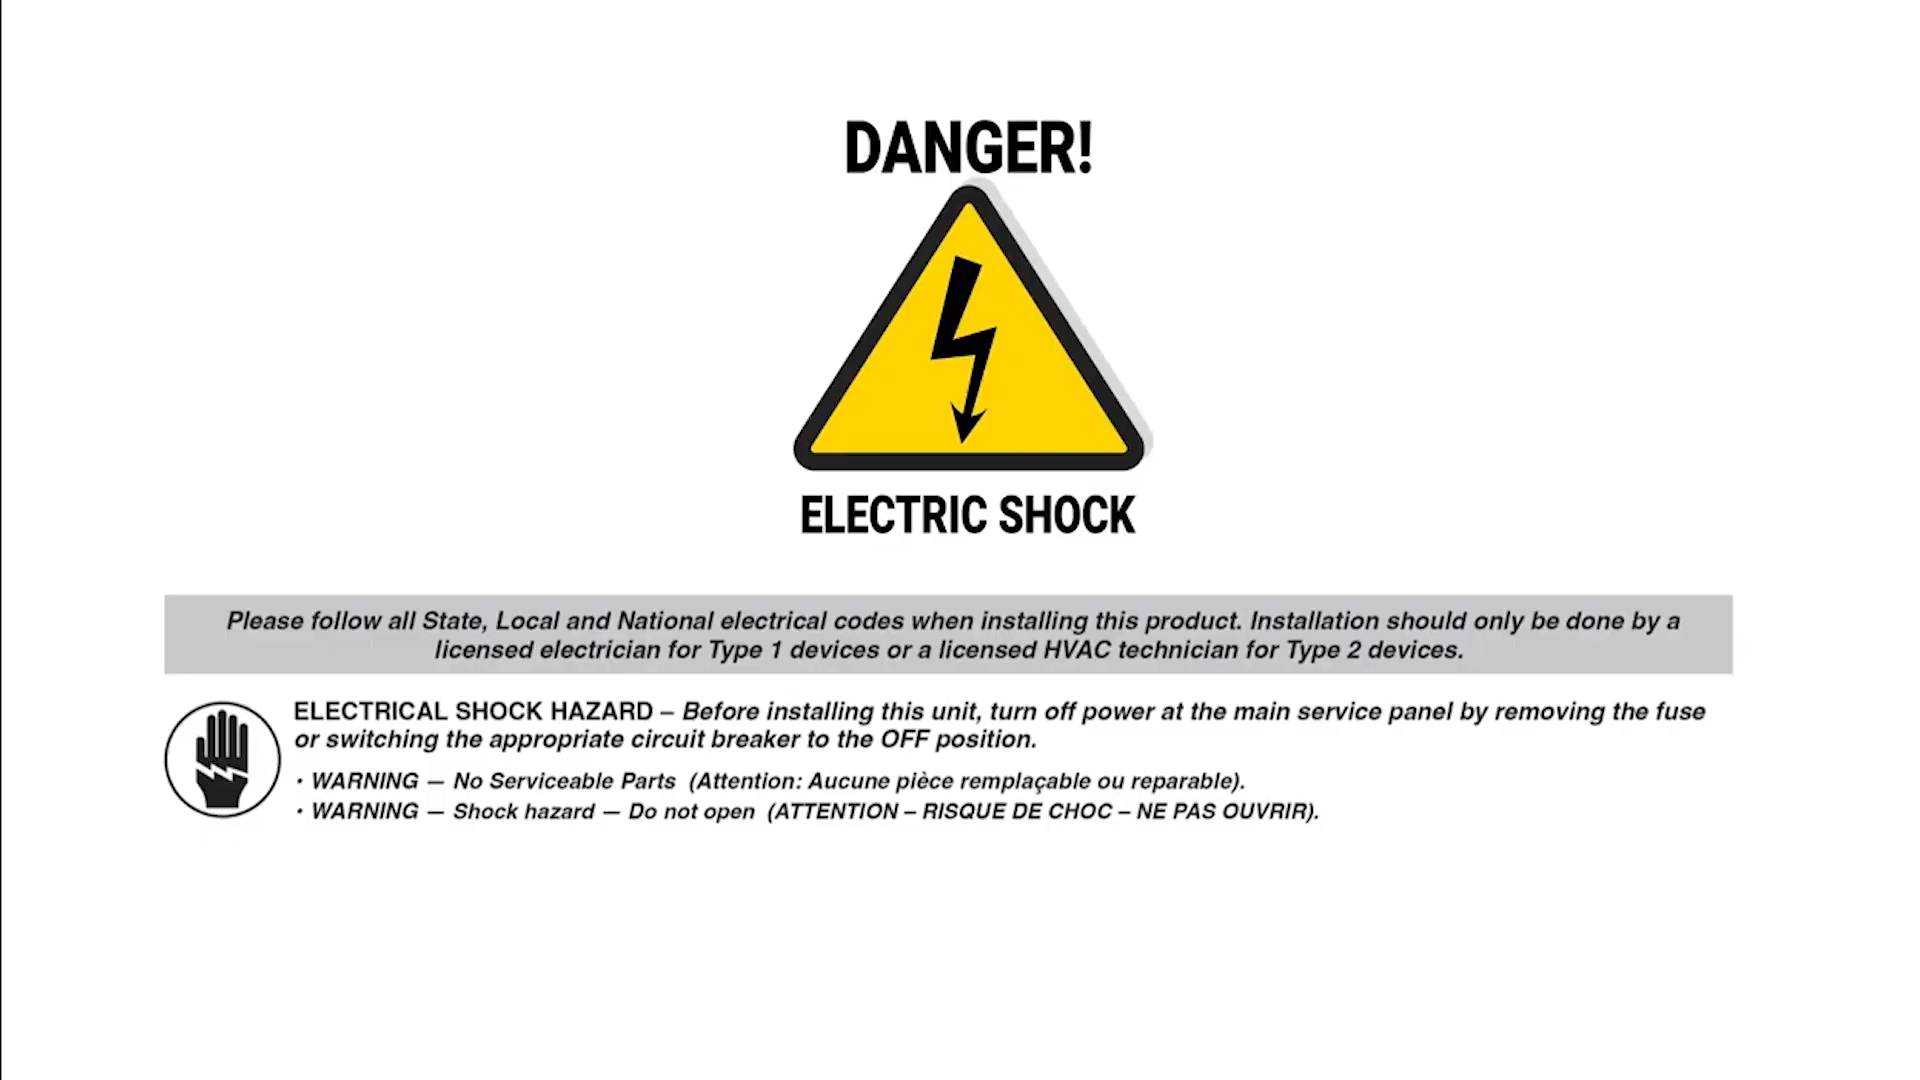 DANGER!
ELECTRIC SHOCK
Please follow all State, Local and National electrical codes when installing this product. Installation should only be done by a
licensed electrician for Type 1 devices or a licensed HVAC technician for Type 2 devices.
ELECTRICAL SHOCK HAZARD – Before installing this unit, turn off power at the main service panel by removing the fuse
or switching the appropriate circuit breaker to the OFF position.
• WARNING — No Serviceable Parts (Attention: Aucune pièce remplaçable ou reparable).
• WARNING — Shock hazard — Do not open (ATTENTION – RISQUE DE CHOC – NE PAS OUVRIR).